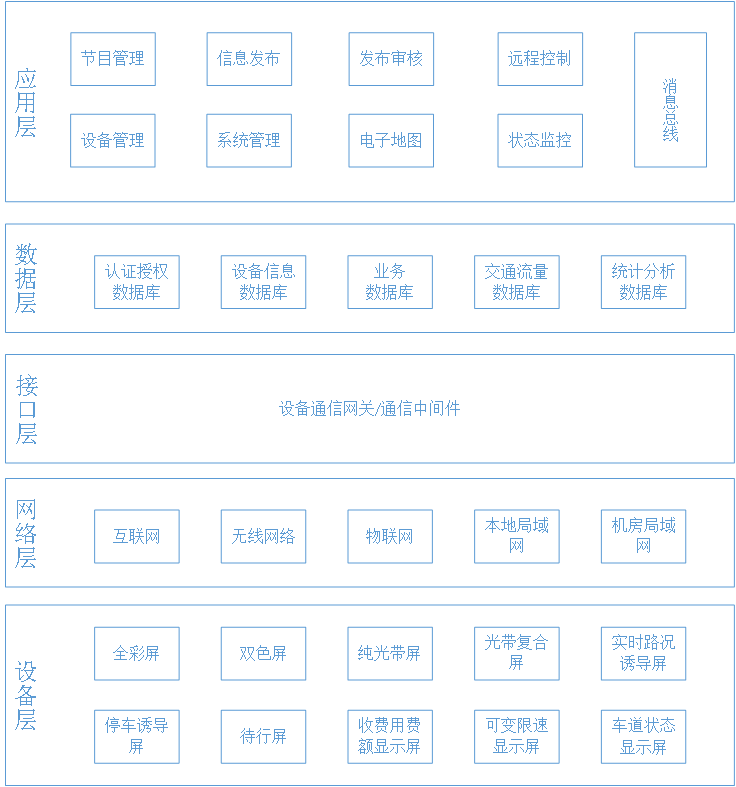 应用层
节目管理
信息发布
发布审核
远程控制
消息总线
设备管理
系统管理
电子地图
状态监控
数据层
认证授权
数据库
设备信息
数据库
业务
数据库
交通流量
数据库
统计分析
数据库
接口层
设备通信网关/通信中间件
网络层
互联网
无线网络
物联网
本地局域
网
机房局域
网
设备层
全彩屏
双色屏
纯光带屏
光带复合
屏
实时路况
诱导屏
停车诱导
屏
待行屏
收费用费
额显示屏
可变限速
显示屏
车道状态
显示屏